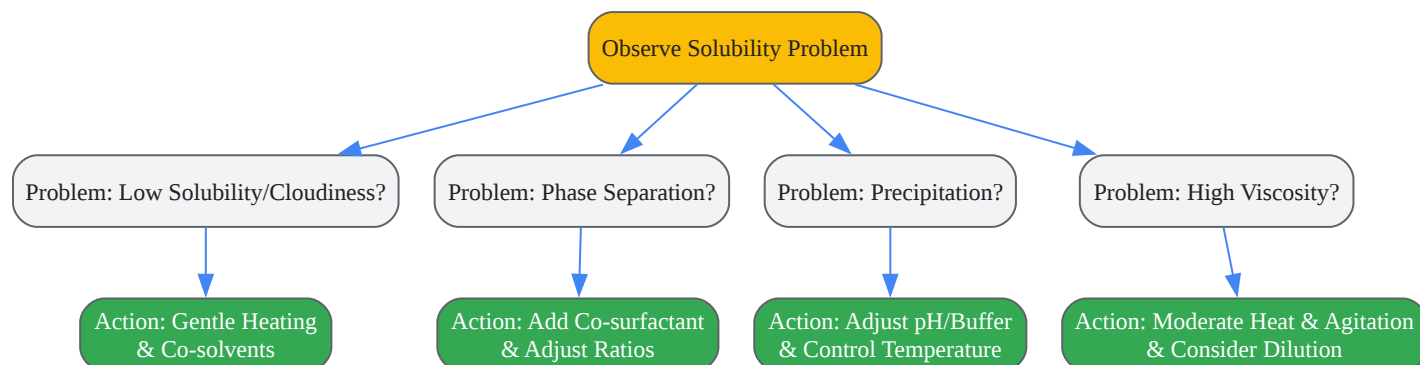 Observe Solubility Problem
Problem: Low Solubility/Cloudiness?
Problem: Phase Separation?
Problem: Precipitation?
Problem: High Viscosity?
Action: Gentle Heating
& Co-solvents
Action: Add Co-surfactant
& Adjust Ratios
Action: Adjust pH/Buffer
& Control Temperature
Action: Moderate Heat & Agitation
& Consider Dilution